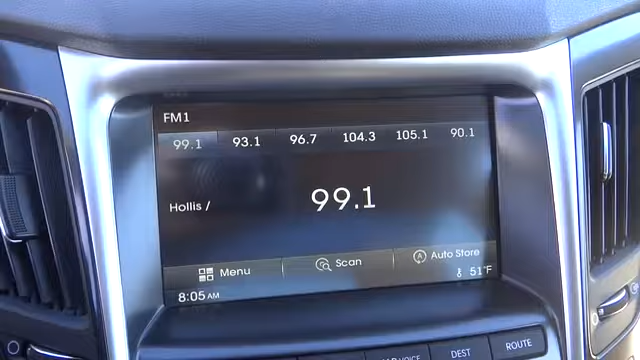 FM1
99.1 93.1 96.7 104.3 105.1 90.1
Hollis / 99.1
Menu Scan A Auto Store
8:05 AM 51°F
VOICE DEST ROUTE